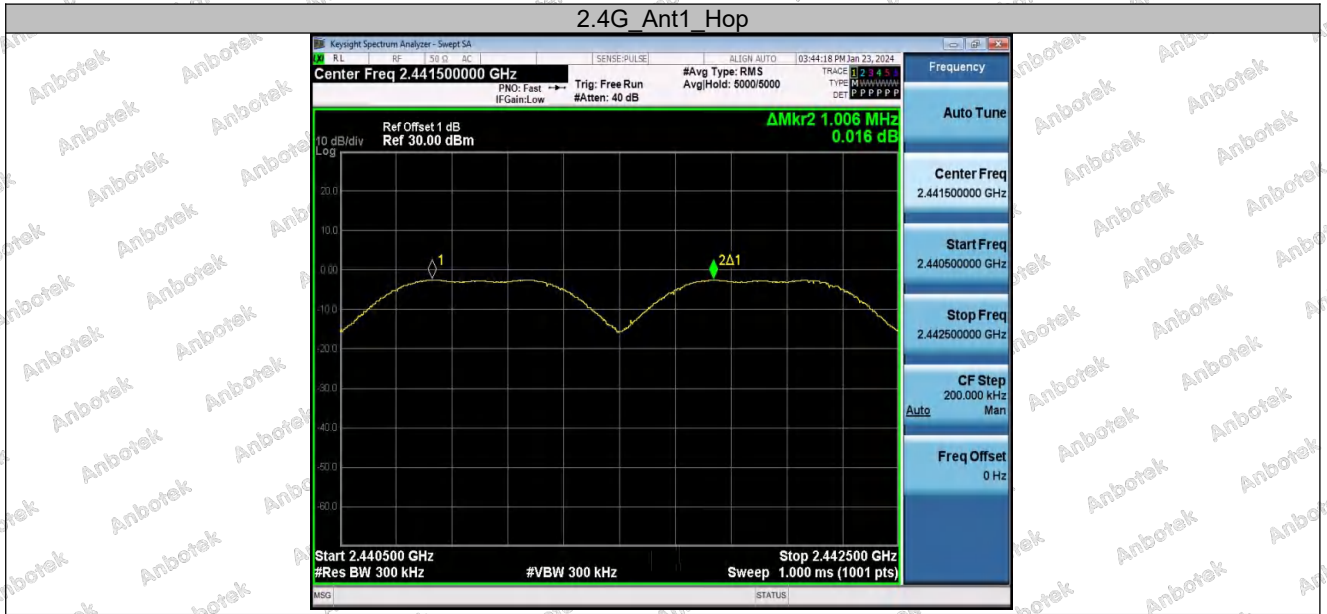 2.4G_Ant1_Hop
Keysight Spectrum Analyzer - Swept SA
RL RF 50 Ω AC SENSE:PULSE ALIGN AUTO 03:44:18 PM Jan 23, 2024
Center Freq 2.441500000 GHz
PNO: Fast
IFGain:Low
Trig: Free Run
#Atten: 40 dB
#Avg Type: RMS
Avg|Hold: 5000/5000
TRACE 1 2 3 4 5 6
TYPE M WWWWW
DET P P P P P P
ΔMkr2 1.006 MHz
0.016 dB
Ref Offset 1 dB
10 dB/div Ref 30.00 dBm
Log
20.0
10.0
0.00
-10.0
-20.0
-30.0
-40.0
-50.0
-60.0
1
2Δ1
Start 2.440500 GHz
Stop 2.442500 GHz
#Res BW 300 kHz
#VBW 300 kHz
Sweep 1.000 ms (1001 pts)
MSG
STATUS
Frequency
Auto Tune
Center Freq
2.441500000 GHz
Start Freq
2.440500000 GHz
Stop Freq
2.442500000 GHz
CF Step
200.000 kHz
Auto Man
Freq Offset
0 Hz
Anbotek